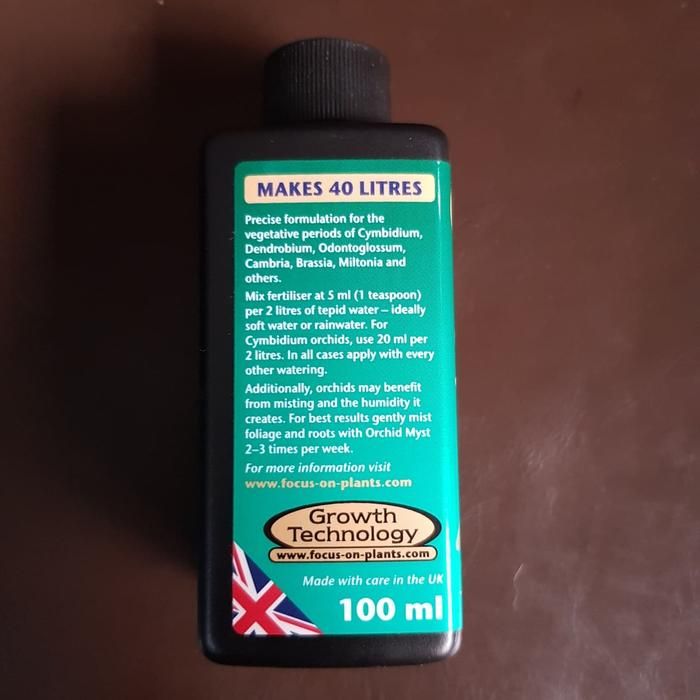 MAKES 40 LITRES
Precise formulation for the
vegetative periods of Cymbidium,
Dendrobium, Odontoglossum,
Cambria, Brassia, Miltonia and
others.
Mix fertiliser at 5 ml (1 teaspoon)
per 2 litres of tepid water – ideally
soft water or rainwater. For
Cymbidium orchids, use 20 ml per
2 litres. In all cases apply with every
other watering.
Additionally, orchids may benefit
from misting and the humidity it
creates. For best results gently mist
foliage and roots with Orchid Myst
2–3 times per week.
For more information visit
www.focus-on-plants.com
Growth
Technology
www.focus-on-plants.com
Made with care in the UK
100 ml